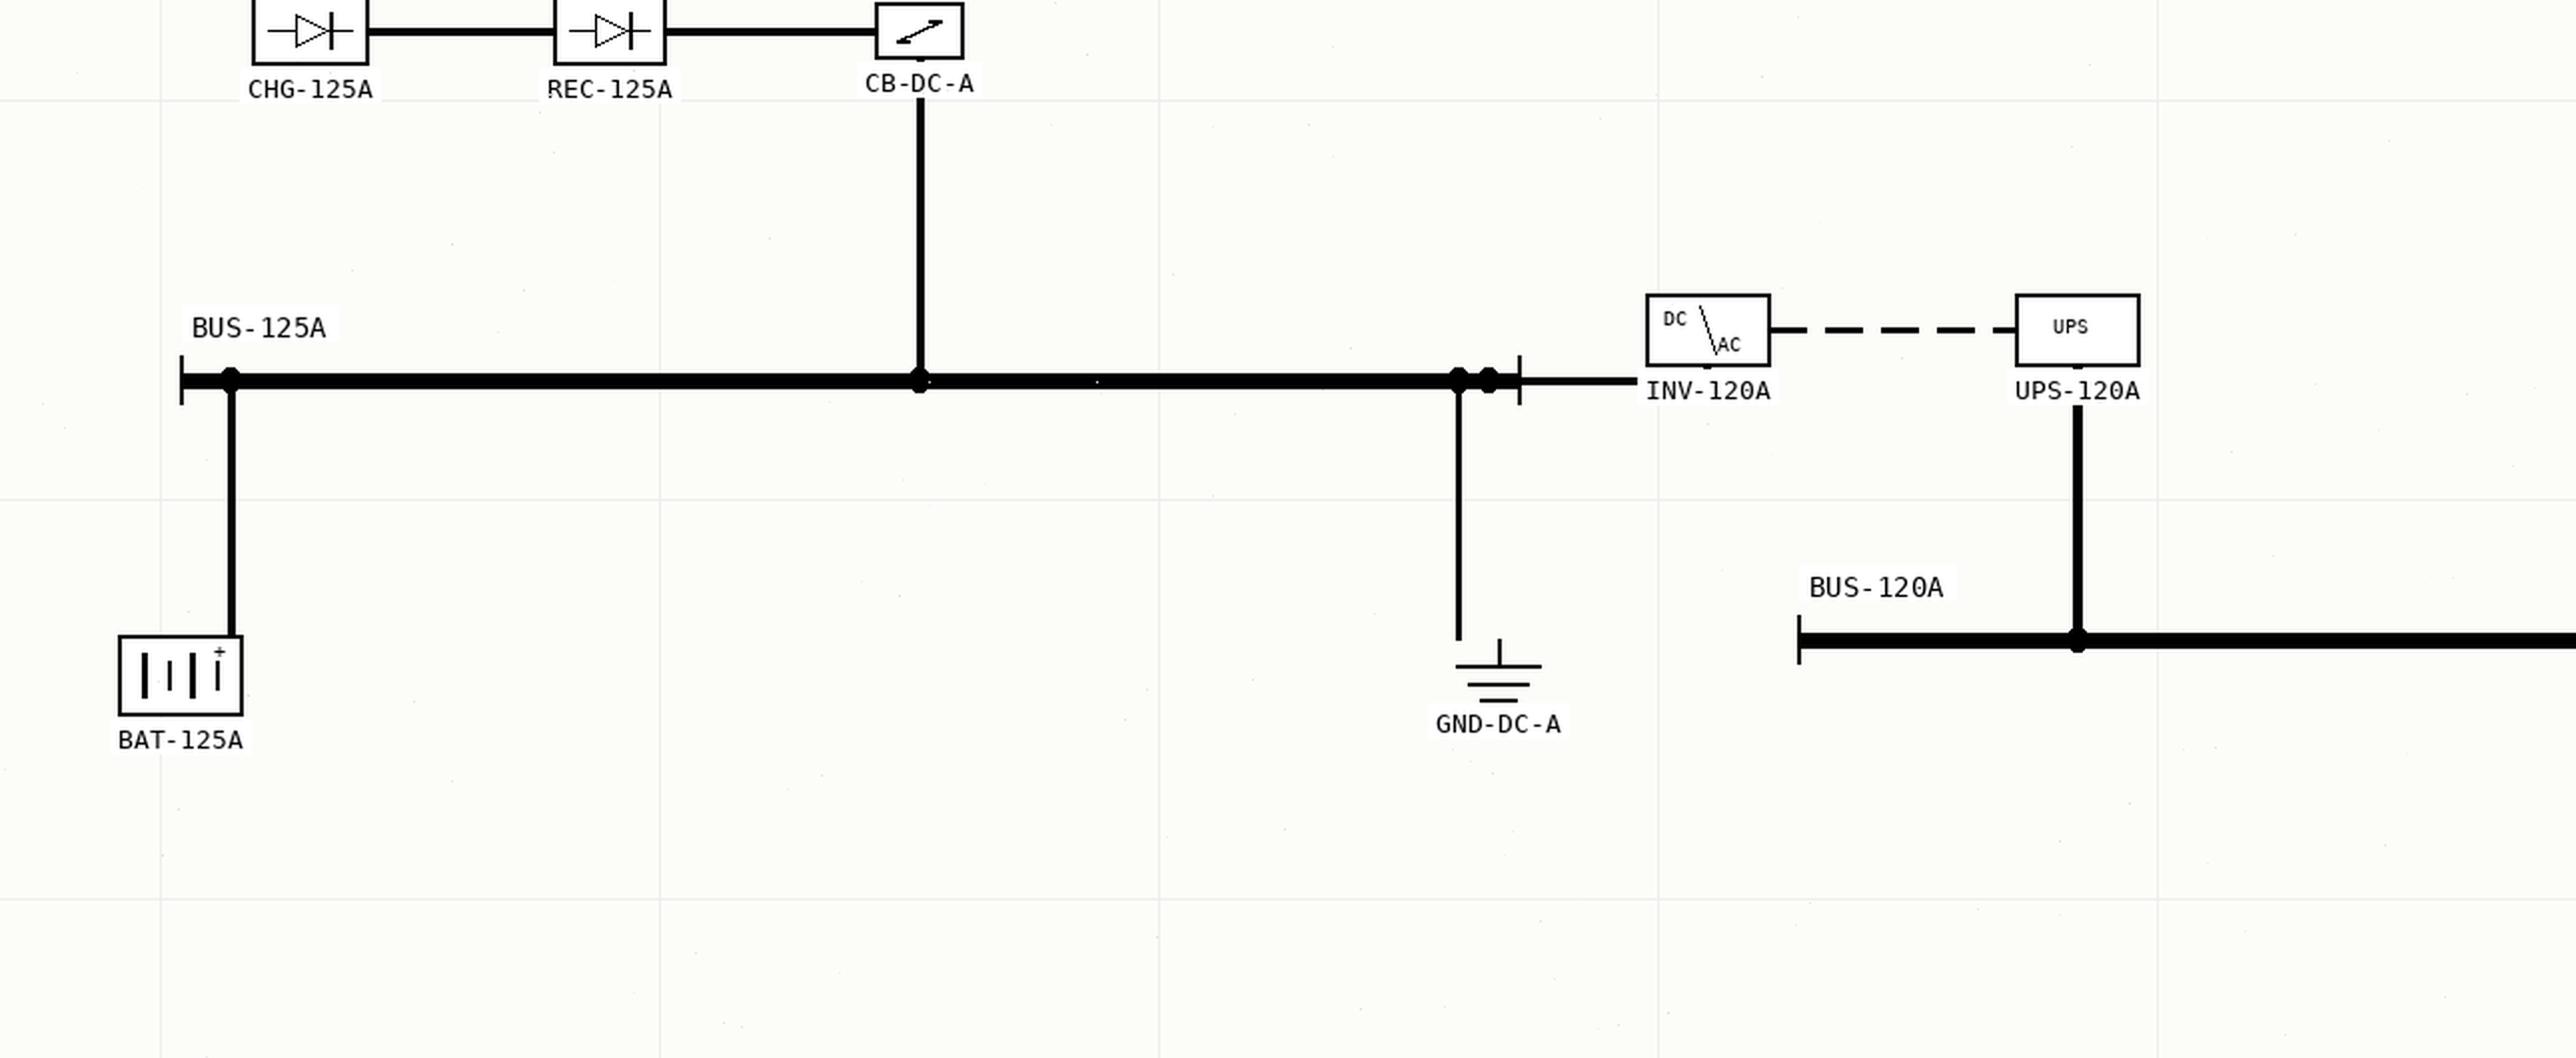 CHG-125A
REC-125A
CB-DC-A
BUS-125A
DC
AC
INV-120A
UPS
UPS-120A
BUS-120A
+
BAT-125A
GND-DC-A